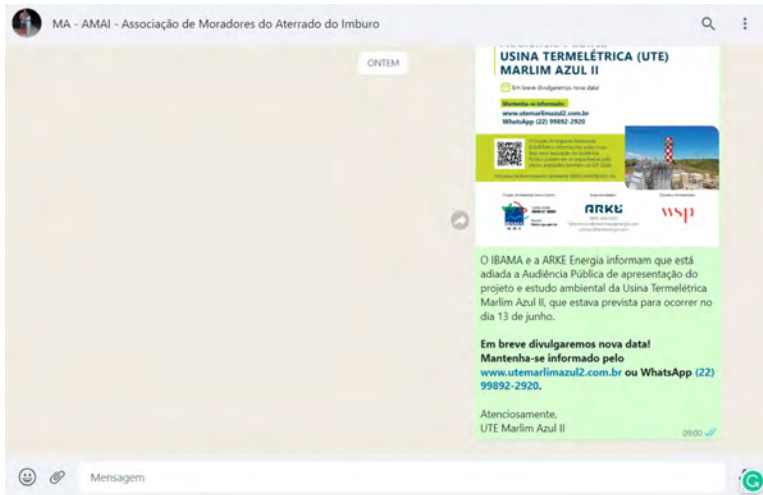 MA - AMAI - Associação de Moradores do Aterrado do Imburo
ONTEM
USINA TERMELÉTRICA (UTE)
MARLIM AZUL II
Em breve divulgaremos nova data!
Mantenha-se informado
www.utemarlimazul2.com.br
WhatsApp (22) 99892-2920
IBAMA
ARKE
wsp
O IBAMA e a ARKE Energia informam que está
adiada a Audiência Pública de apresentação do
projeto e estudo ambiental da Usina Termelétrica
Marlim Azul II, que estava prevista para ocorrer no
dia 13 de junho.
Em breve divulgaremos nova data!
Mantenha-se informado pelo
www.utemarlimazul2.com.br ou WhatsApp (22)
99892-2920.
Atenciosamente,
UTE Marlim Azul II
09:00
Mensagem